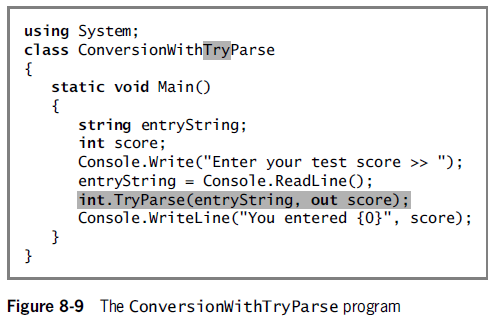 using System;
class ConversionWithTryParse
{
   static void Main()
   {
      string entryString;
      int score;
      Console.Write("Enter your test score >> ");
      entryString = Console.ReadLine();
      int.TryParse(entryString, out score);
      Console.WriteLine("You entered {0}", score);
   }
}
Figure 8-9 The ConversionWithTryParse program